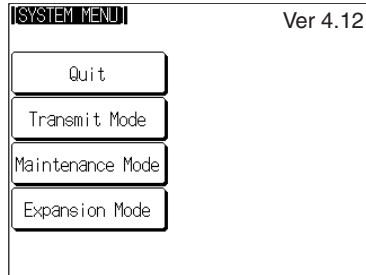 [SYSTEM MENU]
Ver 4.12
Quit
Transmit Mode
Maintenance Mode
Expansion Mode